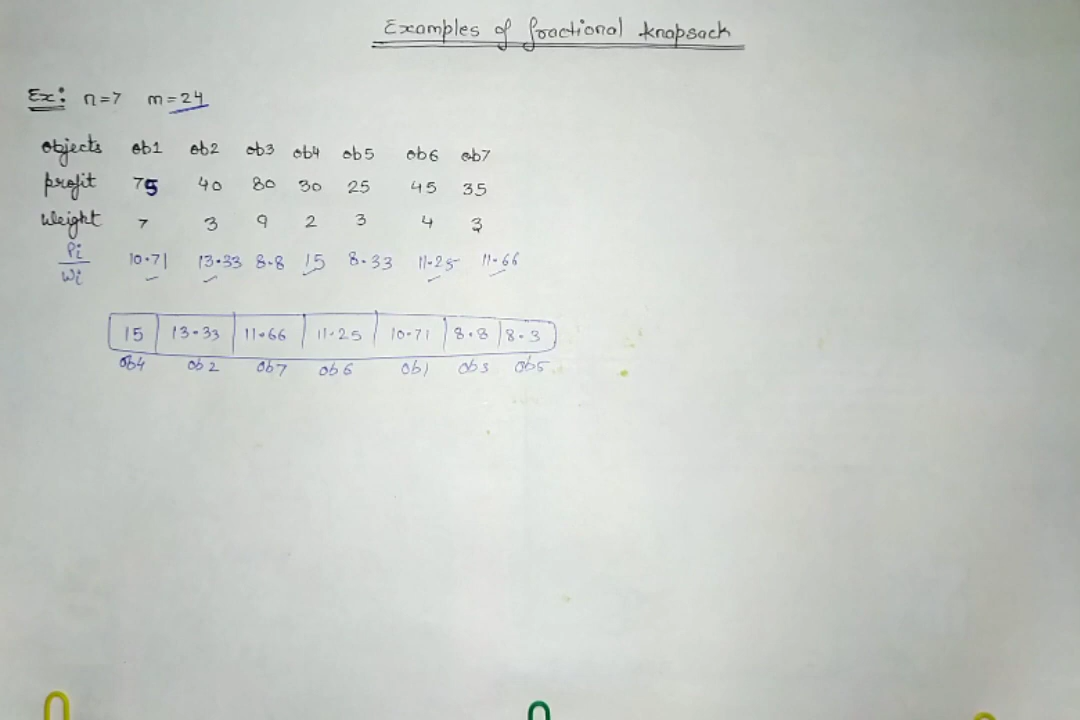 Examples of fractional knapsack
Ex: n=7 m=24
objects ob1 ob2 ob3 ob4 ob5 ob6 ob7
profit 75 40 80 30 25 45 35
Weight 7 3 9 2 3 4 3
Pi/Wi 10.71 13.33 8.8 15 8.33 11.25 11.66
15 13.33 11.66 11.25 10.71 8.8 8.3
ob4 ob2 ob7 ob6 ob1 ob3 ob5